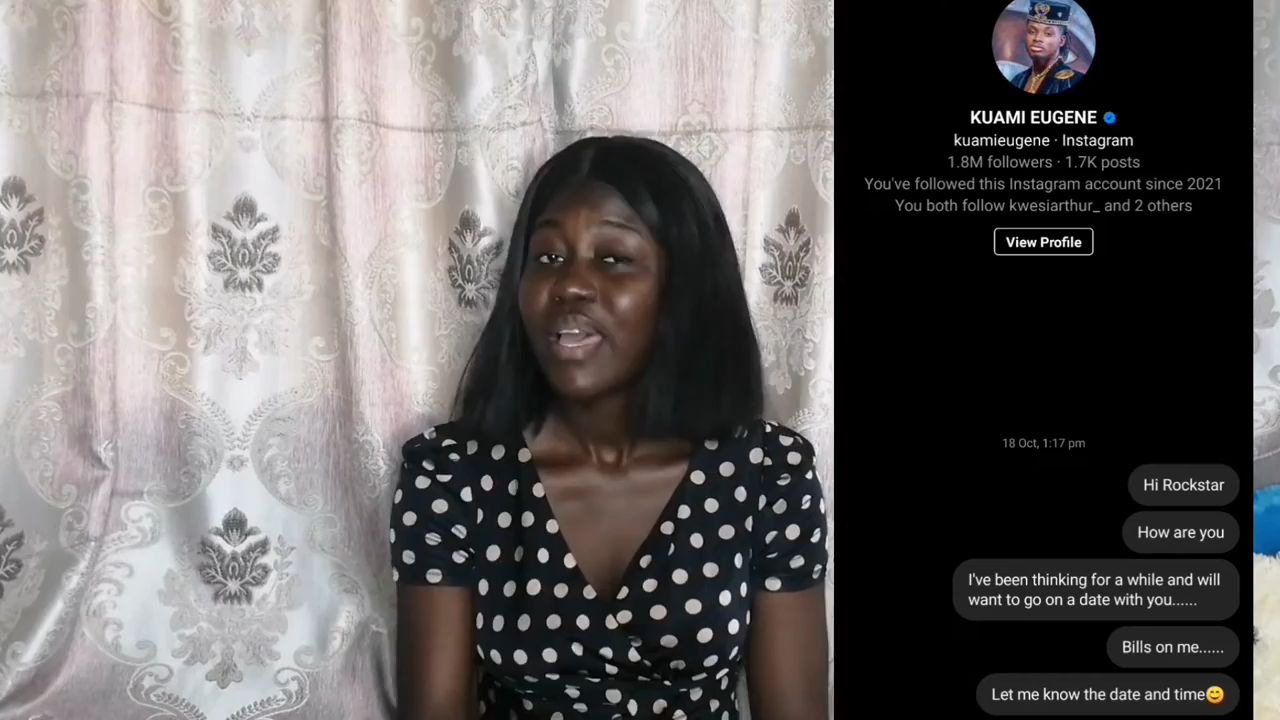 KUAMI EUGENE
kuamieugene · Instagram
1.8M followers · 1.7K posts
You've followed this Instagram account since 2021
You both follow kwesiarthur_ and 2 others
View Profile
18 Oct, 1:17 pm
Hi Rockstar
How are you
I've been thinking for a while and will
want to go on a date with you......
Bills on me......
Let me know the date and time😊